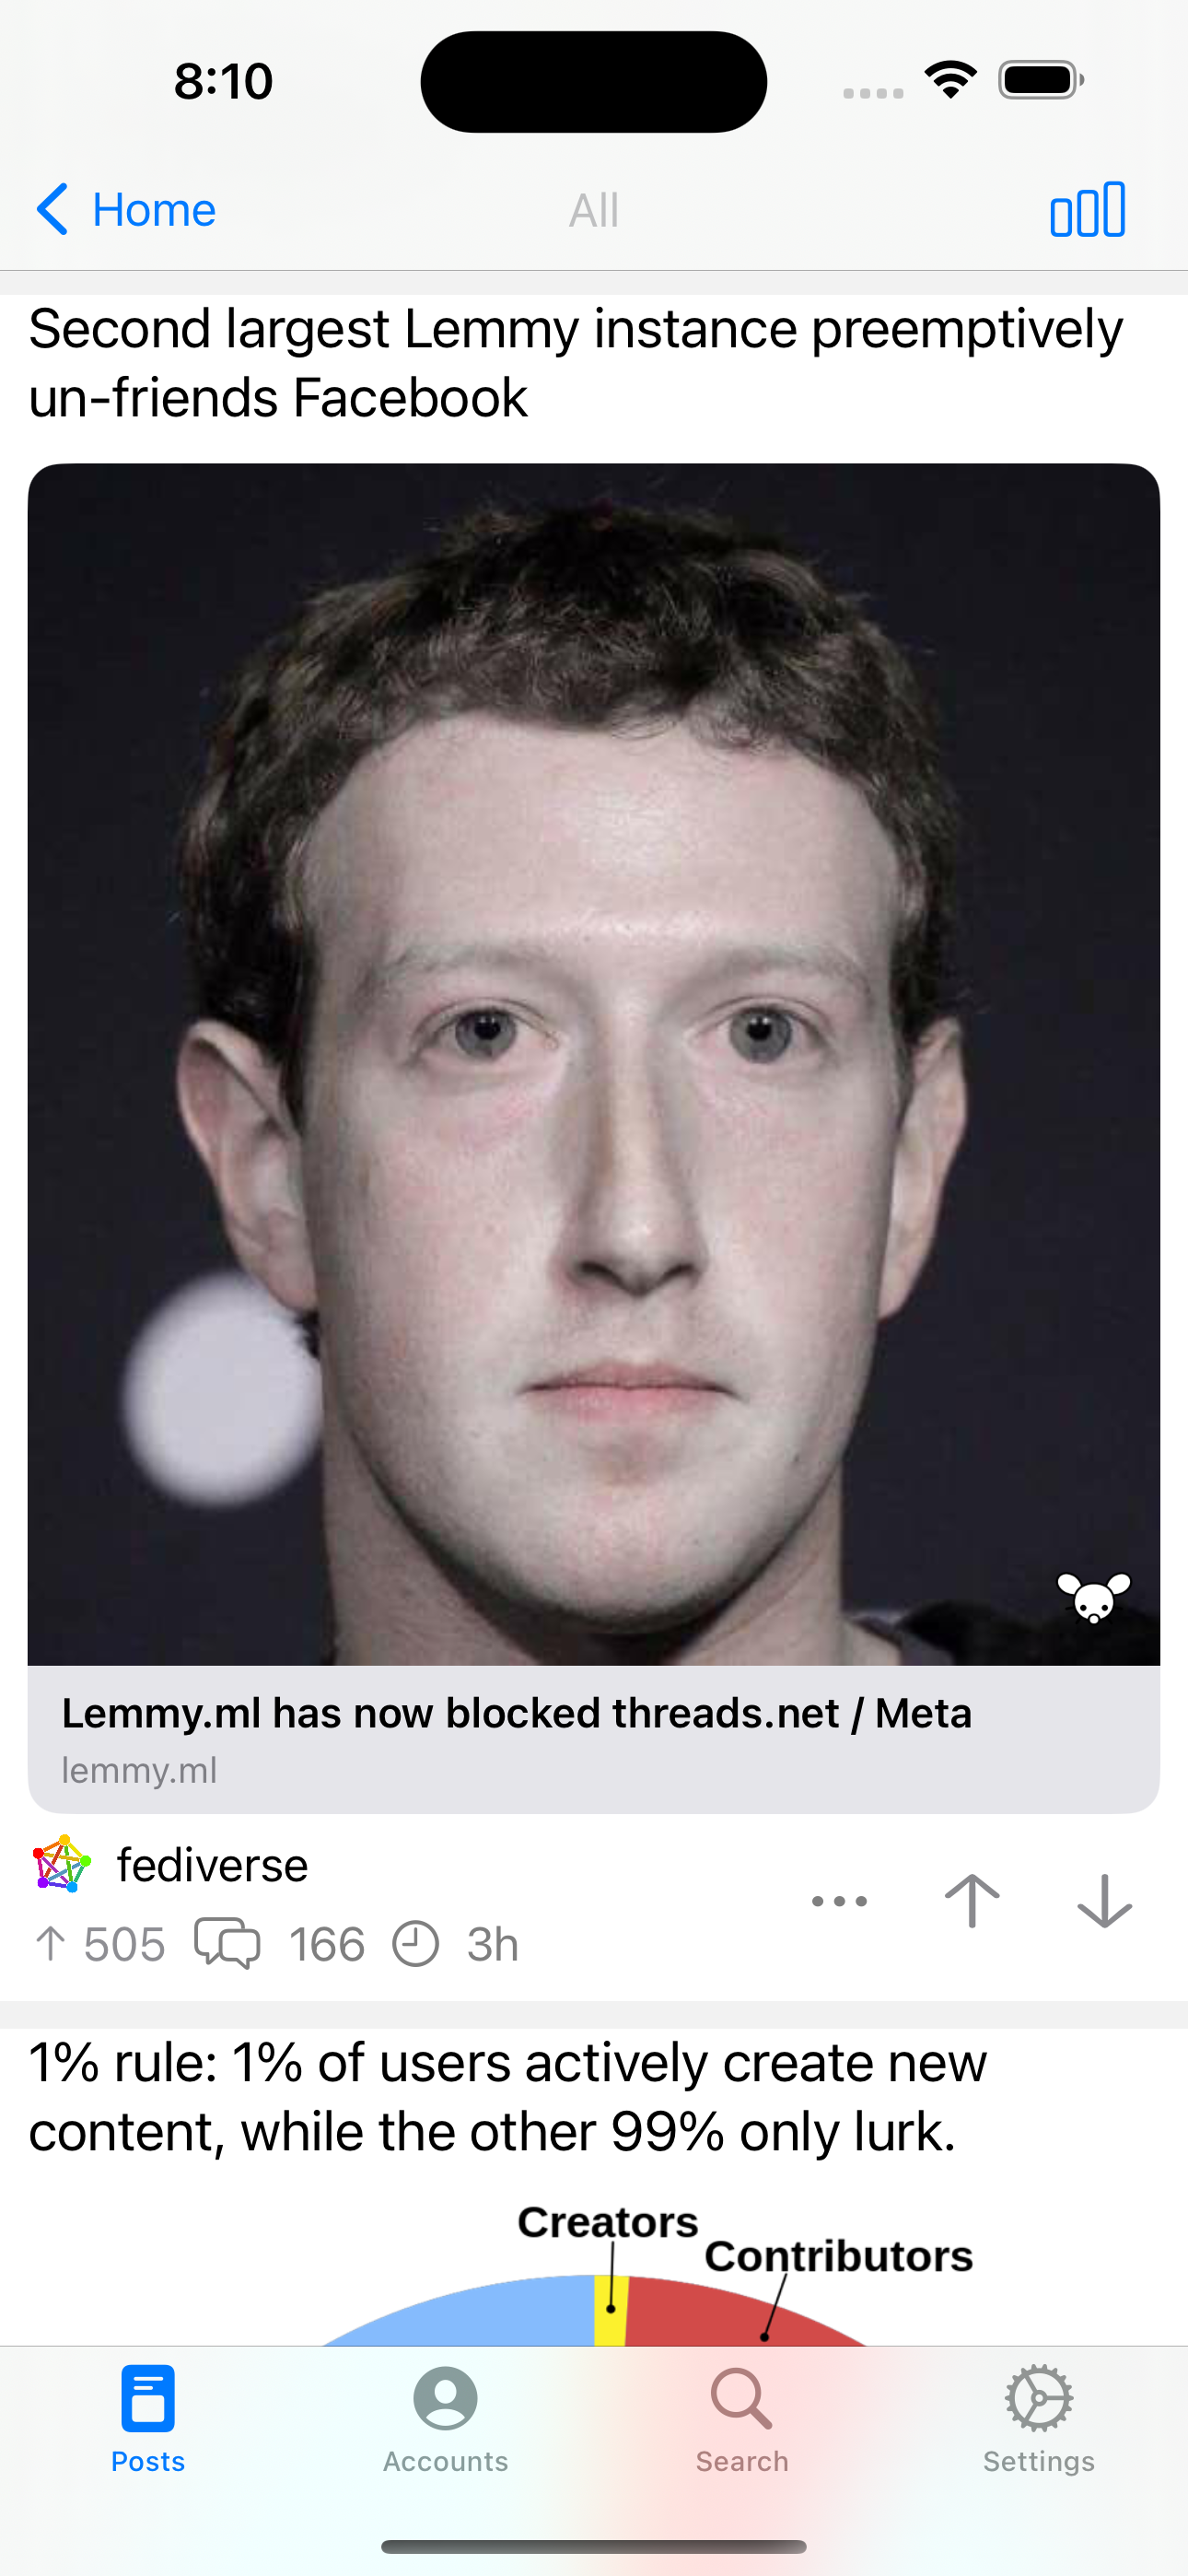 8:10
Home
All
Second largest Lemmy instance preemptively
un-friends Facebook
Lemmy.ml has now blocked threads.net / Meta
lemmy.ml
fediverse
505 166 3h
1% rule: 1% of users actively create new
content, while the other 99% only lurk.
Creators
Contributors
Posts
Accounts
Search
Settings